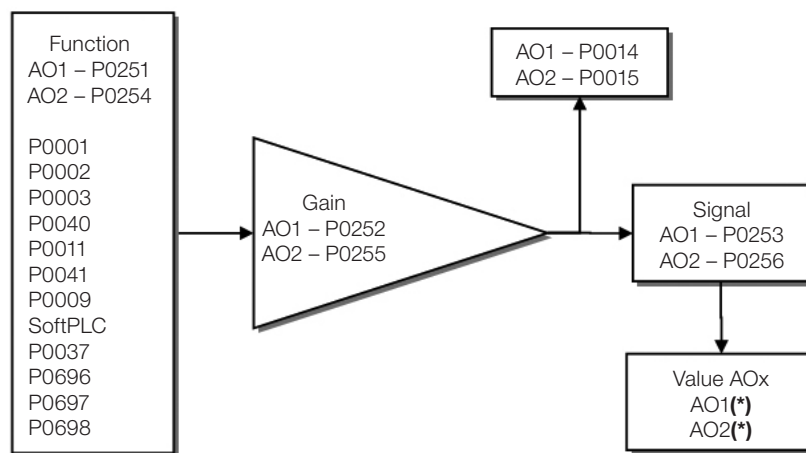 Function
AO1 – P0251
AO2 – P0254
P0001
P0002
P0003
P0040
P0011
P0041
P0009
SoftPLC
P0037
P0696
P0697
P0698
Gain
AO1 – P0252
AO2 – P0255
AO1 – P0014
AO2 – P0015
Signal
AO1 – P0253
AO2 – P0256
Value AOx
AO1(*)
AO2(*)